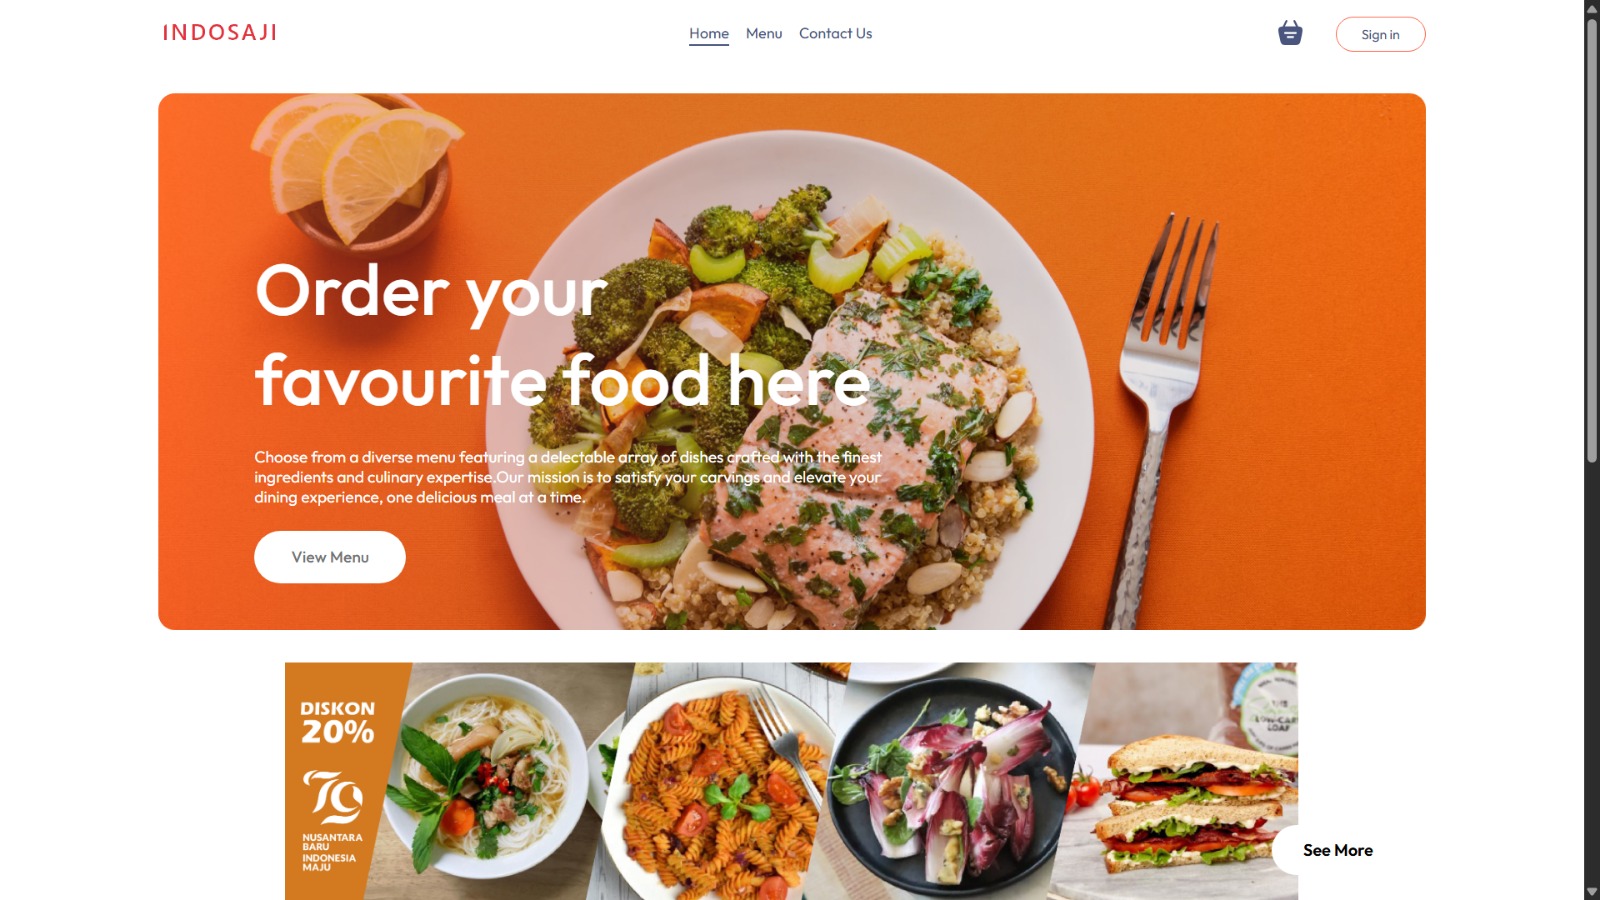 INDOSAJI
Home Menu Contact Us
Sign in
Order your
favourite food here
Choose from a diverse menu featuring a delectable array of dishes crafted with the finest
ingredients and culinary expertise.Our mission is to satisfy your carvings and elevate your
dining experience, one delicious meal at a time.
View Menu
DISKON
20%
79
NUSANTARA
BARU
INDONESIA
MAJU
LOAF
See More